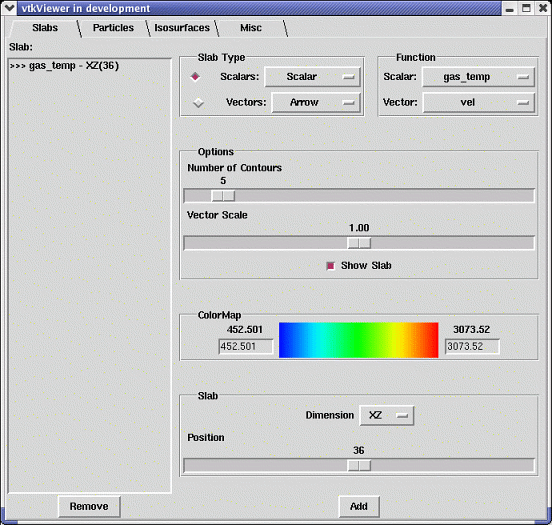 vtkViewer in development
Slabs Particles Isosurfaces Misc
Slab:
>>> gas_temp - XZ(36)
Slab Type
Scalars: Scalar
Vectors: Arrow
Function
Scalar: gas_temp
Vector: vel
Options
Number of Contours
5
Vector Scale
1.00
Show Slab
ColorMap
452.501 3073.52
452.501 3073.52
Slab
Dimension XZ
Position
36
Remove Add